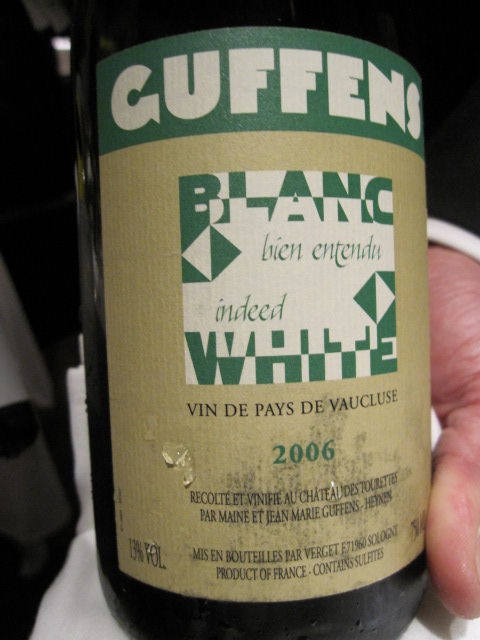 GUFFENS
BLANC
bien entendu
indeed
WHITE
VIN DE PAYS DE VAUCLUSE
2006
RECOLTÉ ET VINIFIÉ AU CHÂTEAU DES TOURETTES
PAR MAINE ET JEAN MARIE GUFFENS - HEYNEN
13% VOL.
MIS EN BOUTEILLES PAR VERGET F71960 SOLOGNY
PRODUCT OF FRANCE - CONTAINS SULFITES